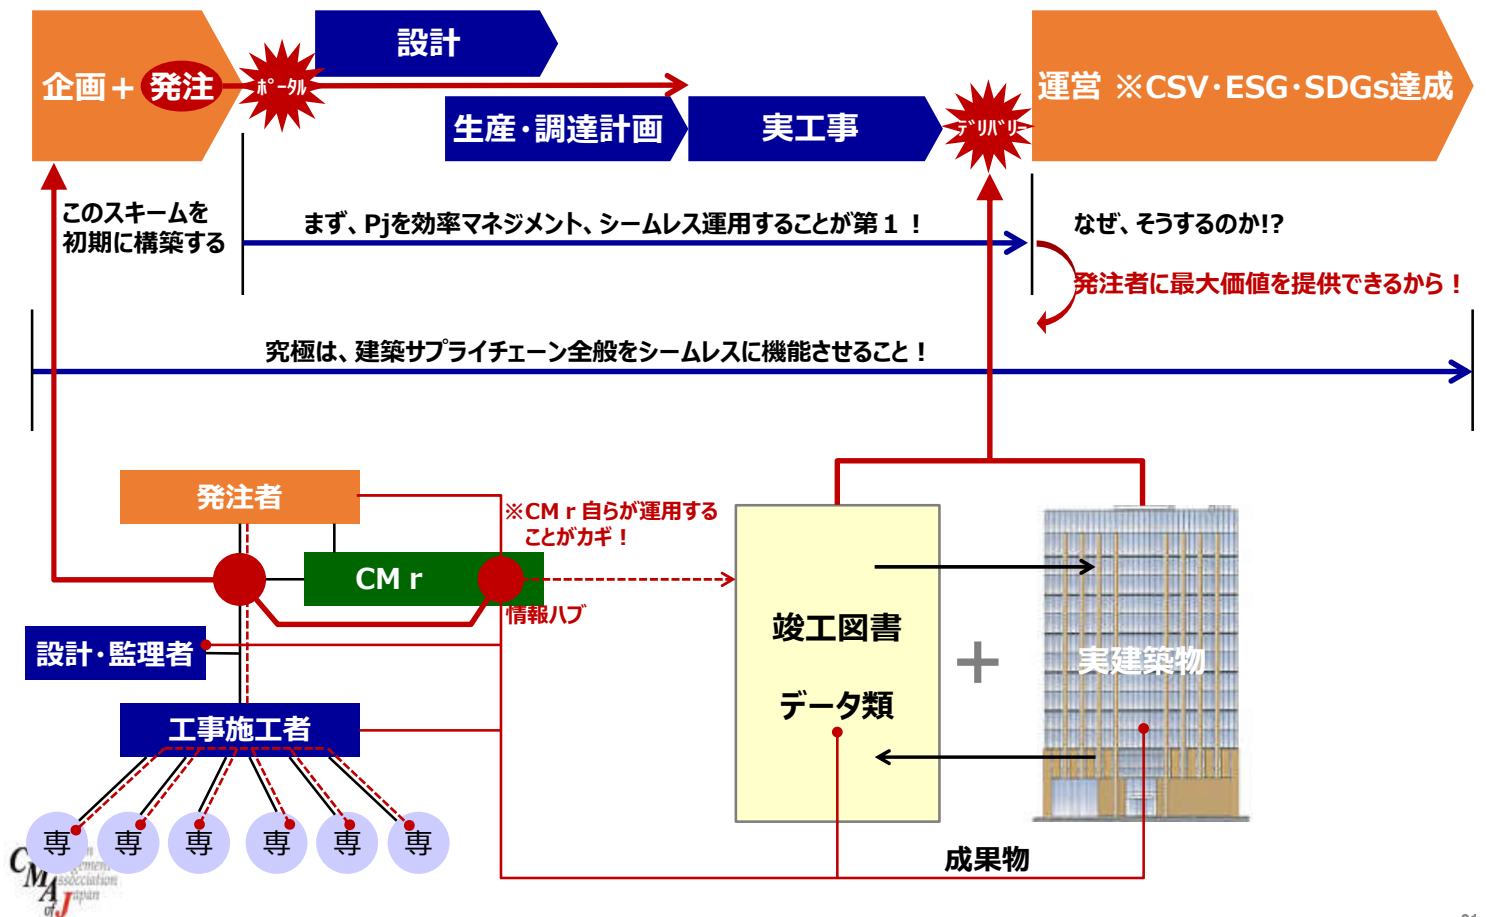 企画＋ 発注
ﾎﾟｰﾀﾙ
設計
生産・調達計画
実工事
ﾃﾞﾘﾊﾞﾘｰ
運営 ※CSV･ESG･SDGs達成
このスキームを
初期に構築する
まず、Pjを効率マネジメント、シームレス運用することが第１！
なぜ、そうするのか!?
発注者に最大価値を提供できるから！
究極は、建築サプライチェーン全般をシームレスに機能させること！
発注者
※CMｒ自らが運用する
ことがカギ！
CMｒ
情報ハブ
設計・監理者
工事施工者
専 専 専 専 専 専
竣工図書
データ類
＋
実建築物
成果物
Association
of Japan